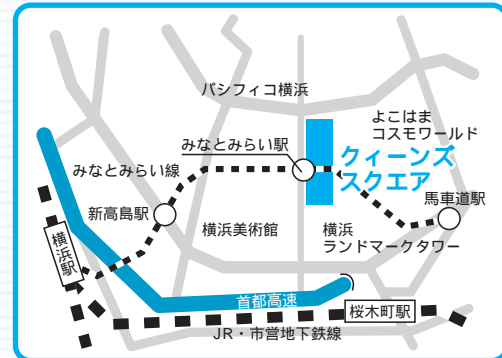 パシフィコ横浜
よこはま
コスモワールド
みなとみらい駅
クィーンズ
スクエア
みなとみらい線
馬車道駅
新高島駅
横浜美術館
横浜
ランドマークタワー
横浜駅
首都高速
桜木町駅
JR・市営地下鉄線